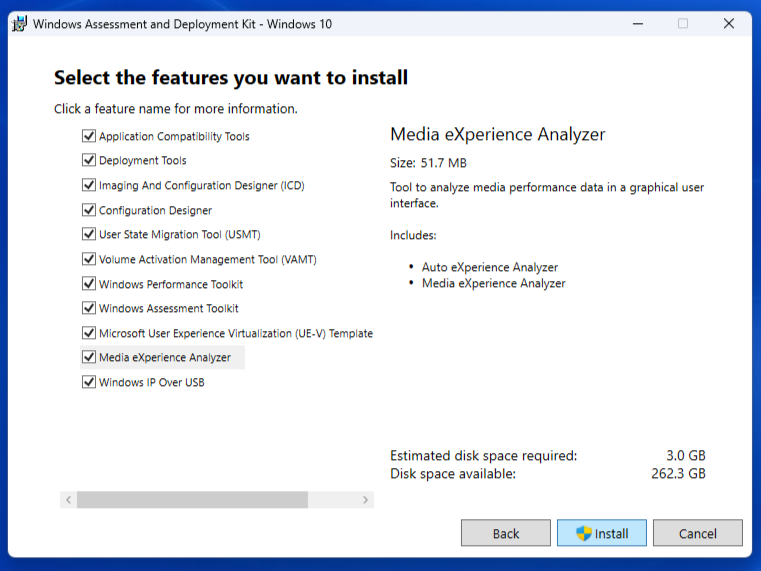 Windows Assessment and Deployment Kit - Windows 10
Select the features you want to install
Click a feature name for more information.
Application Compatibility Tools
Deployment Tools
Imaging And Configuration Designer (ICD)
Configuration Designer
User State Migration Tool (USMT)
Volume Activation Management Tool (VAMT)
Windows Performance Toolkit
Windows Assessment Toolkit
Microsoft User Experience Virtualization (UE-V) Template
Media eXperience Analyzer
Windows IP Over USB
Media eXperience Analyzer
Size: 51.7 MB
Tool to analyze media performance data in a graphical user
interface.
Includes:
• Auto eXperience Analyzer
• Media eXperience Analyzer
Estimated disk space required: 3.0 GB
Disk space available: 262.3 GB
Back Install Cancel